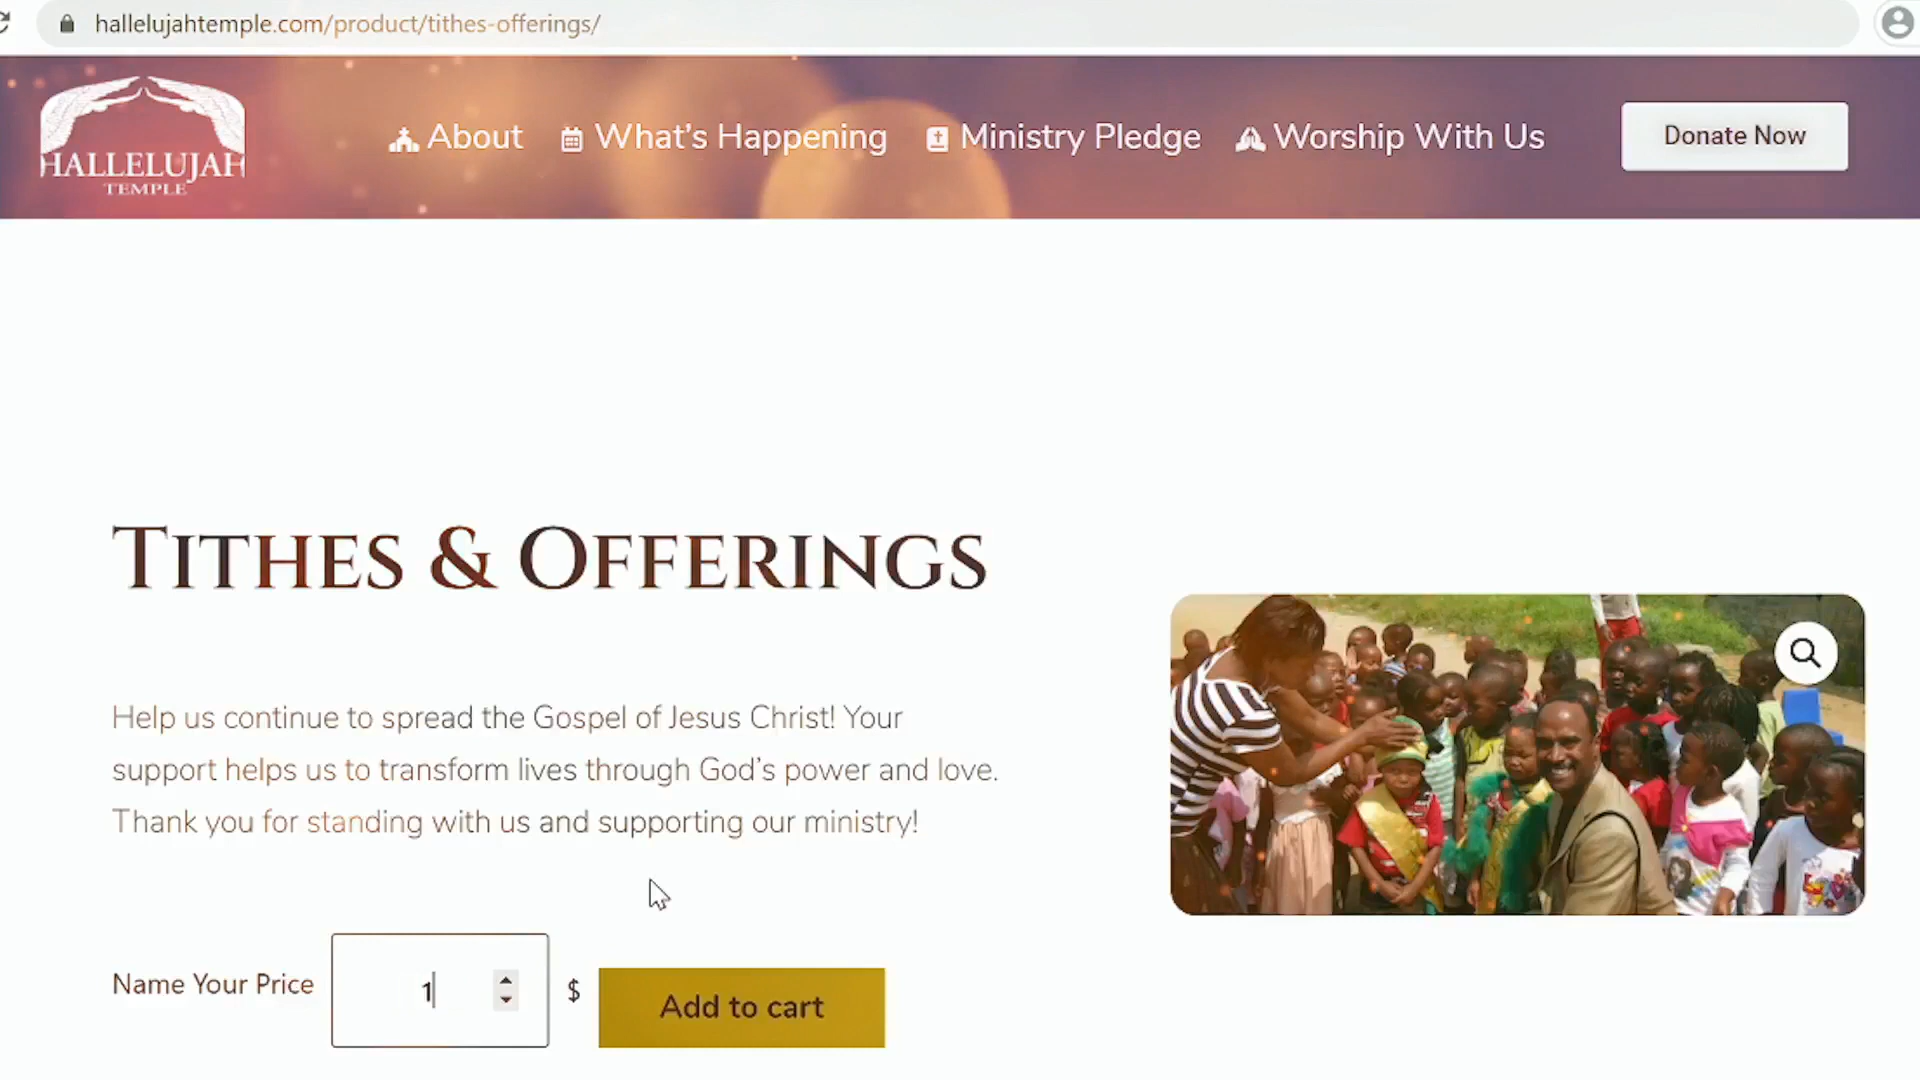 hallelujahtemple.com/product/tithes-offerings/
HALLELUJAH
TEMPLE
About
What's Happening
Ministry Pledge
Worship With Us
Donate Now
TITHES & OFFERINGS
Help us continue to spread the Gospel of Jesus Christ! Your
support helps us to transform lives through God's power and love.
Thank you for standing with us and supporting our ministry!
Name Your Price 1 $ Add to cart